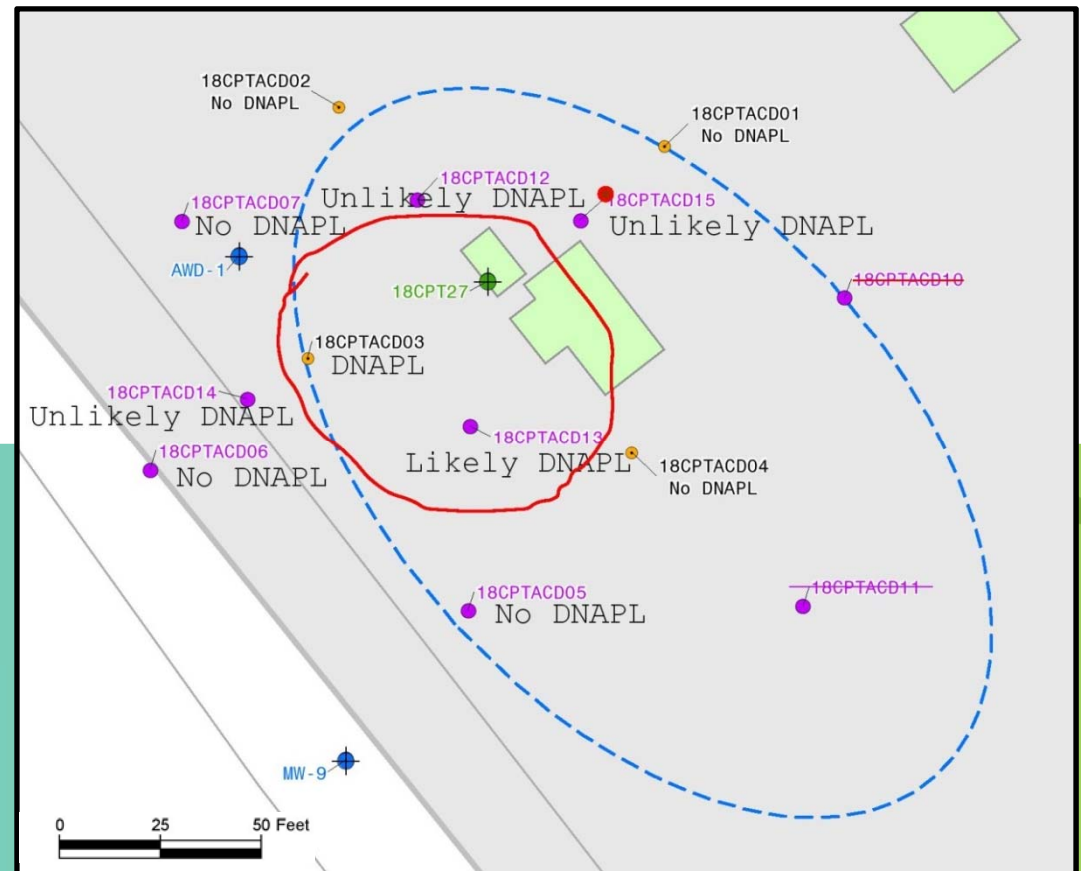 18CPTACD02
No DNAPL
18CPTACD01
No DNAPL
18CPTACD12
Unlikely DNAPL
18CPTACD07
No DNAPL
18CPTACD15
Unlikely DNAPL
AWD-1
18CPT27
18CPTACD10
18CPTACD03
DNAPL
18CPTACD14
Unlikely DNAPL
18CPTACD13
Likely DNAPL
18CPTACD06
No DNAPL
18CPTACD04
No DNAPL
18CPTACD05
No DNAPL
18CPTACD11
MW-9
0 25 50 Feet